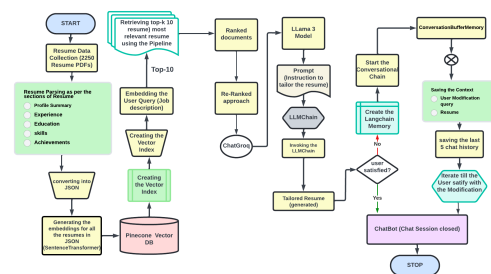 START
Resume Data
Collection (2250
Resume PDFs)
Resume Parsing as per the
sections of Resume
Profile Summary
Experience
Education
skills
Achievements
converting into
JSON
Generating the
embeddings for all
the resumes in
JSON
(SentenceTransformer)
Pinecone Vector
DB
Creating
the Vector
Index
Creating the
Vector
Index
Embedding the
User Query (Job
description)
Top-10
Retrieving top-k 10
resume) most
relevant resume
using the Pipeline
Ranked
documents
Re-Ranked
approach
ChatGroq
LLama 3
Model
Prompt
(Instruction to
tailor the resume)
LLMChain
Invoking the
LLMChain
Tailored Resume
(generated)
user
satisfied?
No
Yes
Create the
Langchain
Memory
Start the
Conversational
Chain
ConversationBufferMemory
Saving the Context
User Modification
query
Resume
saving the last
5 chat history
Iterate till the
User satify with
the Modification
ChatBot (Chat Session closed)
STOP